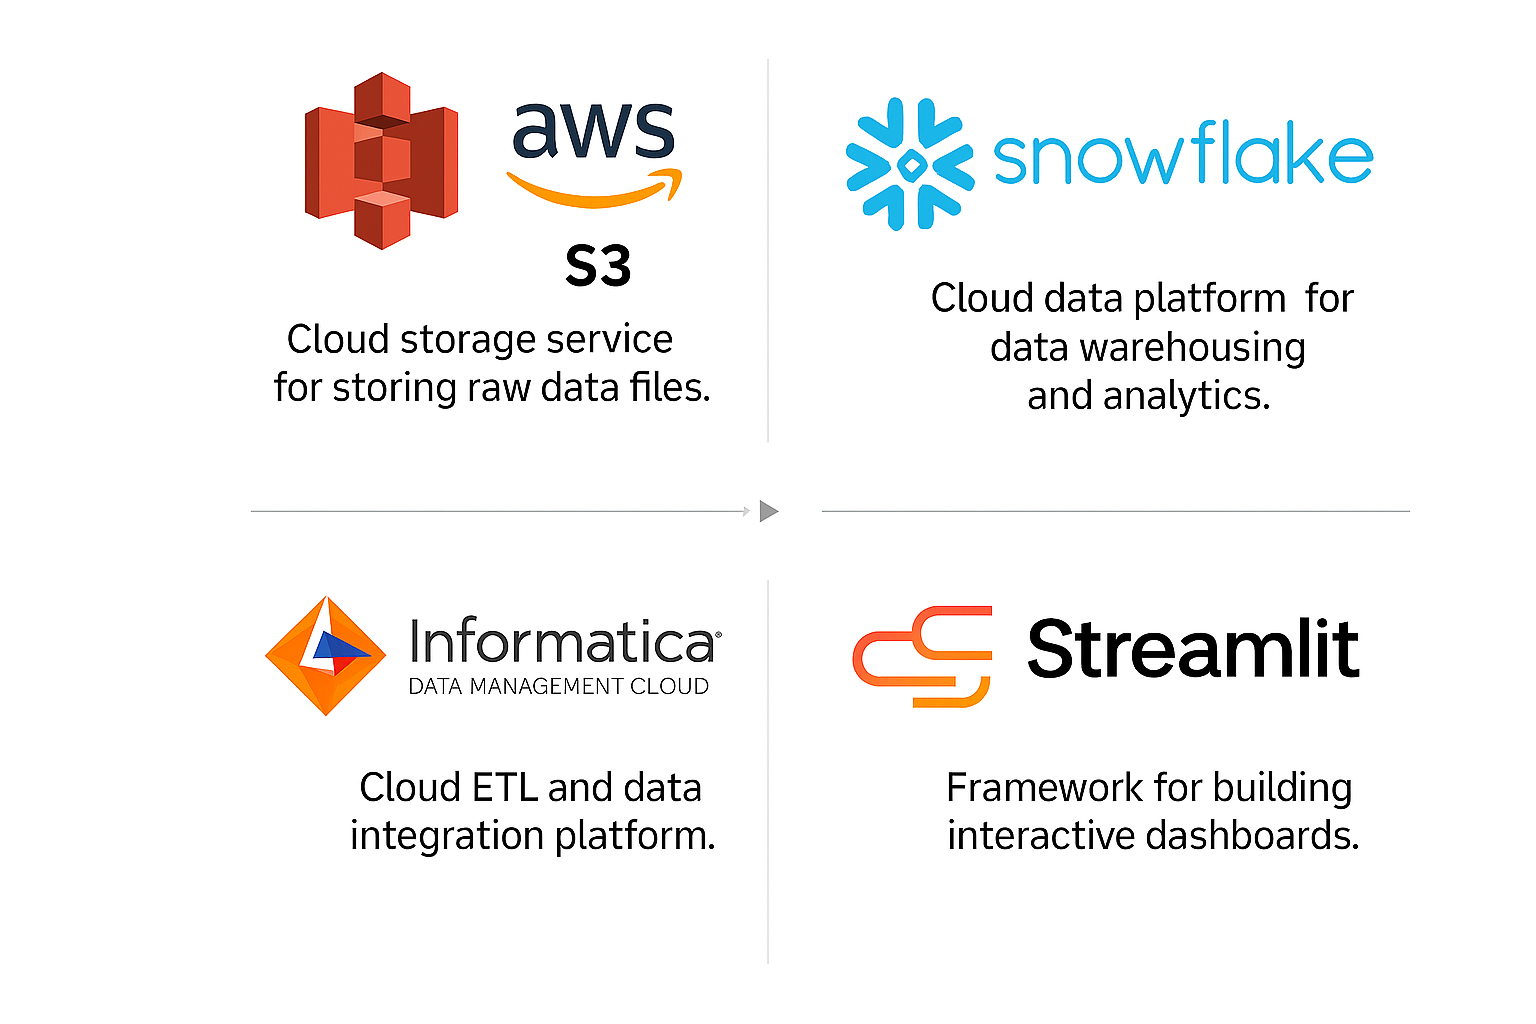 aws
S3
Cloud storage service
for storing raw data files.
snowflake
Cloud data platform for
data warehousing
and analytics.
Informatica®
DATA MANAGEMENT CLOUD
Cloud ETL and data
integration platform.
Streamlit
Framework for building
interactive dashboards.